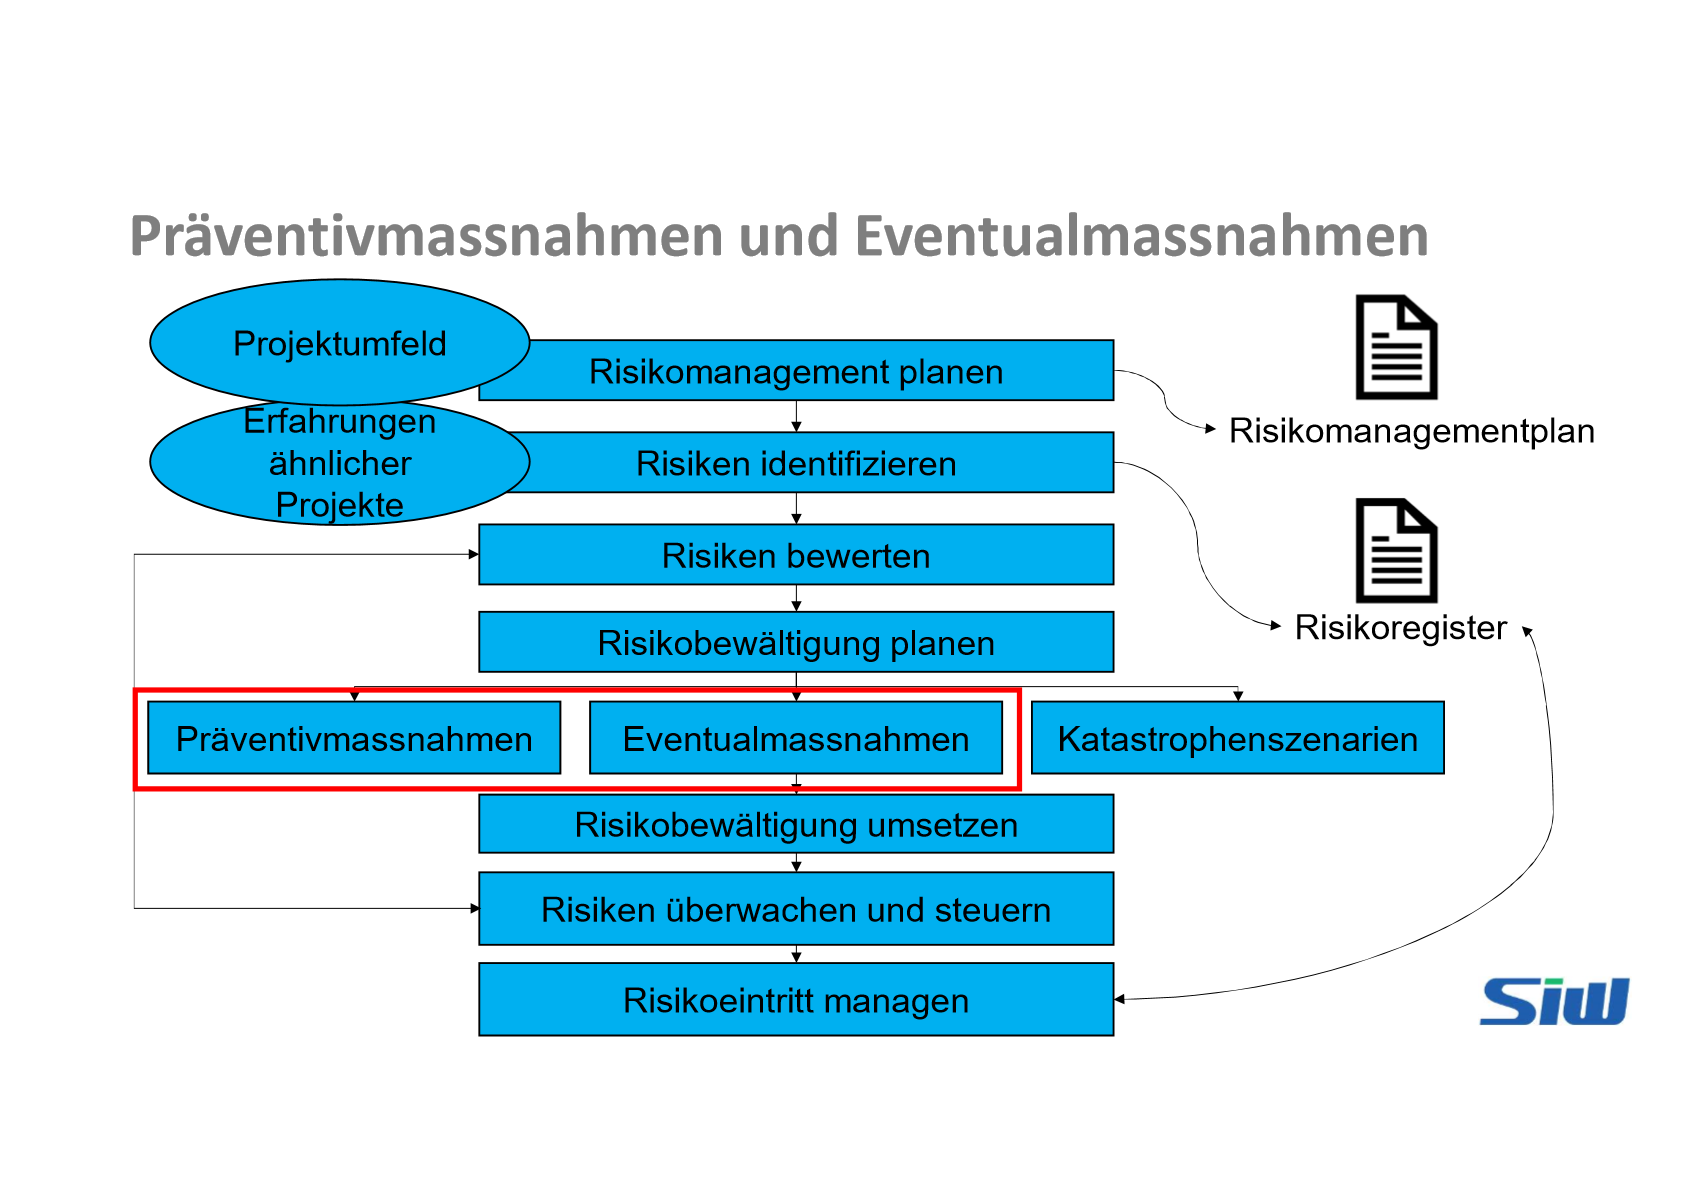 Präventivmassnahmen und Eventualmassnahmen
Projektumfeld
Erfahrungen
ähnlicher
Projekte
Risikomanagement planen
Risikomanagementplan
Risiken identifizieren
Risiken bewerten
Risikobewältigung planen
Risikoregister
Präventivmassnahmen
Eventualmassnahmen
Katastrophenszenarien
Risikobewältigung umsetzen
Risiken überwachen und steuern
Risikoeintritt managen
Siw